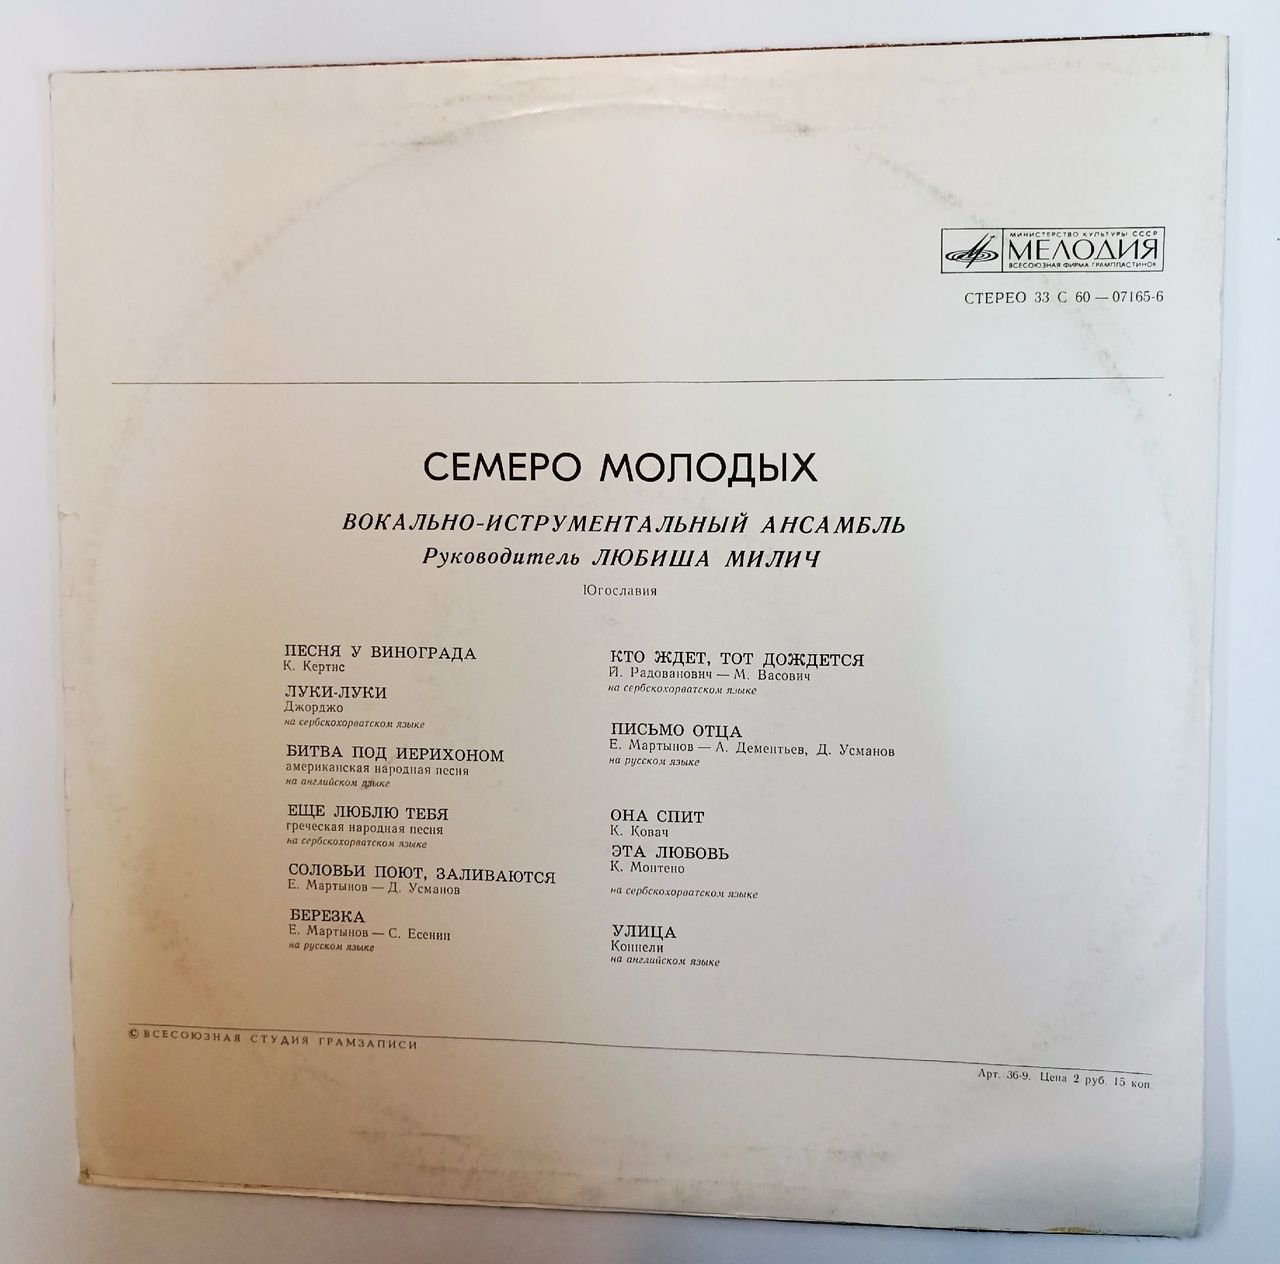 МИНИСТЕРСТВО КУЛЬТУРЫ СССР
МЕЛОДИЯ
ВСЕСОЮЗНАЯ ФИРМА ГРАМПЛАСТИНОК
СТЕРЕО 33 С 60 — 07165-6
СЕМЕРО МОЛОДЫХ
ВОКАЛЬНО-ИСТРУМЕНТАЛЬНЫЙ АНСАМБЛЬ
Руководитель ЛЮБИША МИЛИЧ
Югославия
ПЕСНЯ У ВИНОГРАДА
К. Кертис
ЛУКИ-ЛУКИ
Джорджо
на сербскохорватском языке
БИТВА ПОД ИЕРИХОНОМ
американская народная песня
на английском языке
ЕЩЕ ЛЮБЛЮ ТЕБЯ
греческая народная песня
на сербскохорватском языке
СОЛОВЬИ ПОЮТ, ЗАЛИВАЮТСЯ
Е. Мартынов — Д. Усманов
БЕРЕЗКА
Е. Мартынов — С. Есенин
на русском языке
КТО ЖДЕТ, ТОТ ДОЖДЕТСЯ
Й. Радованович — М. Васович
на сербскохорватском языке
ПИСЬМО ОТЦА
Е. Мартынов — А. Дементьев, Д. Усманов
на русском языке
ОНА СПИТ
К. Ковач
ЭТА ЛЮБОВЬ
К. Монтено
на сербскохорватском языке
УЛИЦА
Коннели
на английском языке
© ВСЕСОЮЗНАЯ СТУДИЯ ГРАМЗАПИСИ
Арт. 36-9. Цена 2 руб. 15 коп.